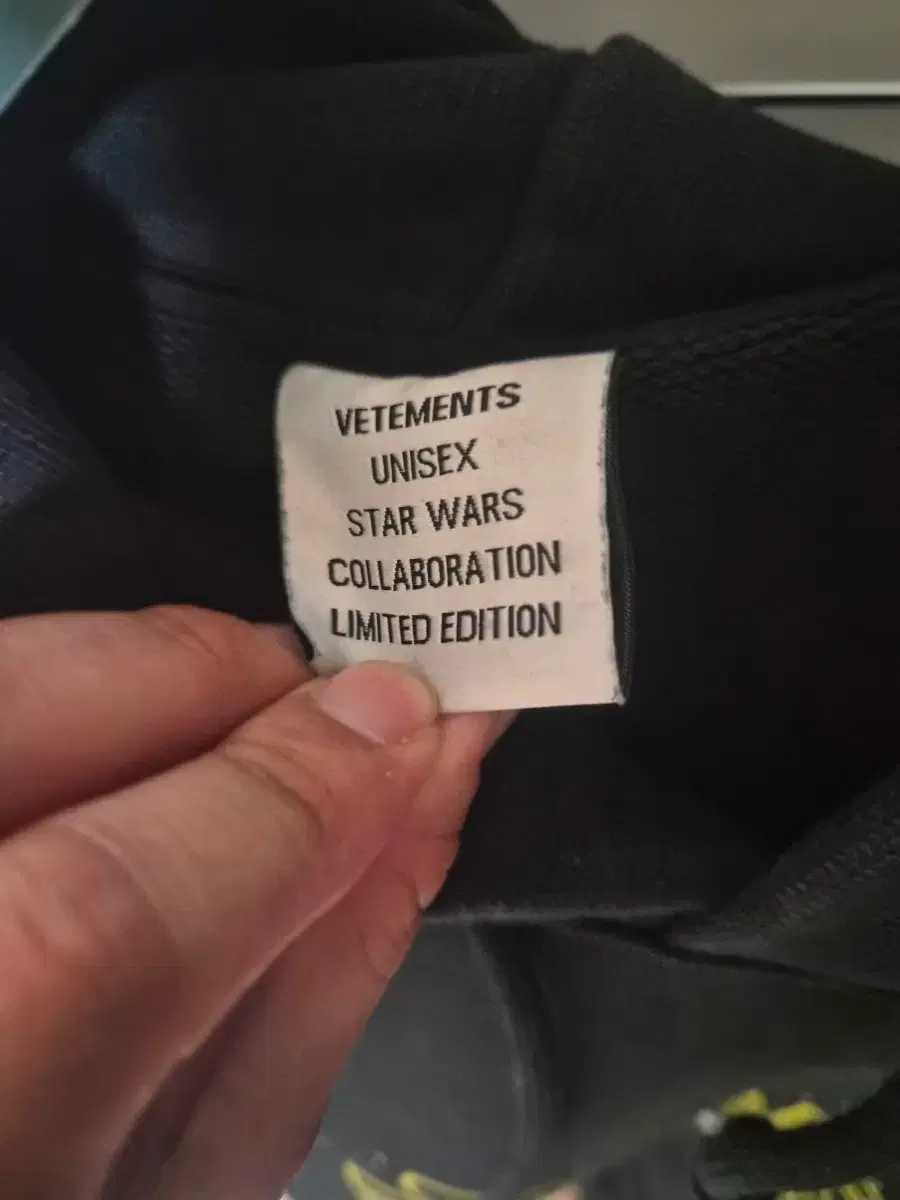 VETEMENTS
UNISEX
STAR WARS
COLLABORATION
LIMITED EDITION